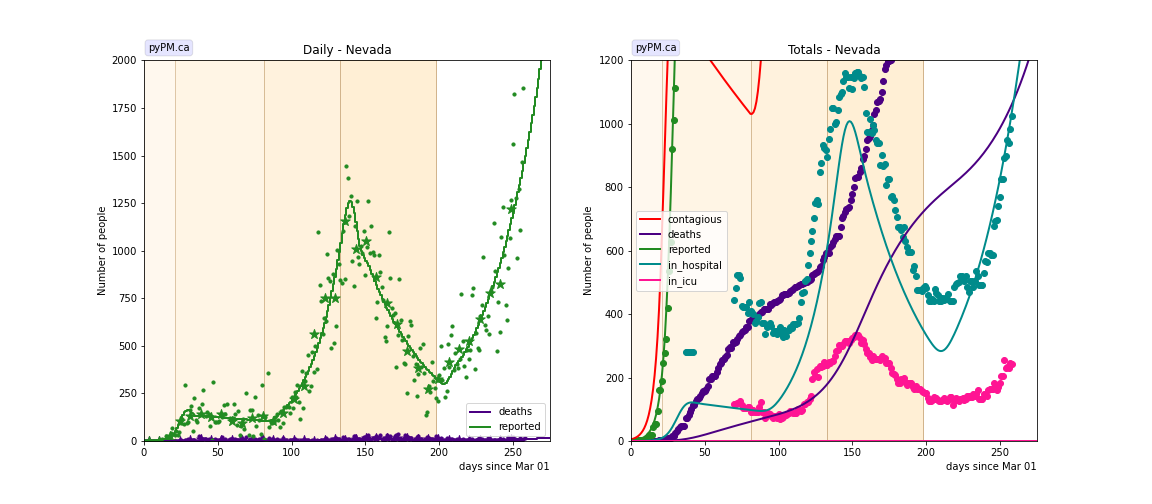 pyPM.ca
Daily - Nevada
2000
1750
1500
1250
1000
750
500
250
0
Number of people
0
50
100
150
200
250
days since Mar 01
deaths
reported
pyPM.ca
Totals - Nevada
1200
1000
800
600
400
200
0
Number of people
0
50
100
150
200
250
days since Mar 01
contagious
deaths
reported
in_hospital
in_icu